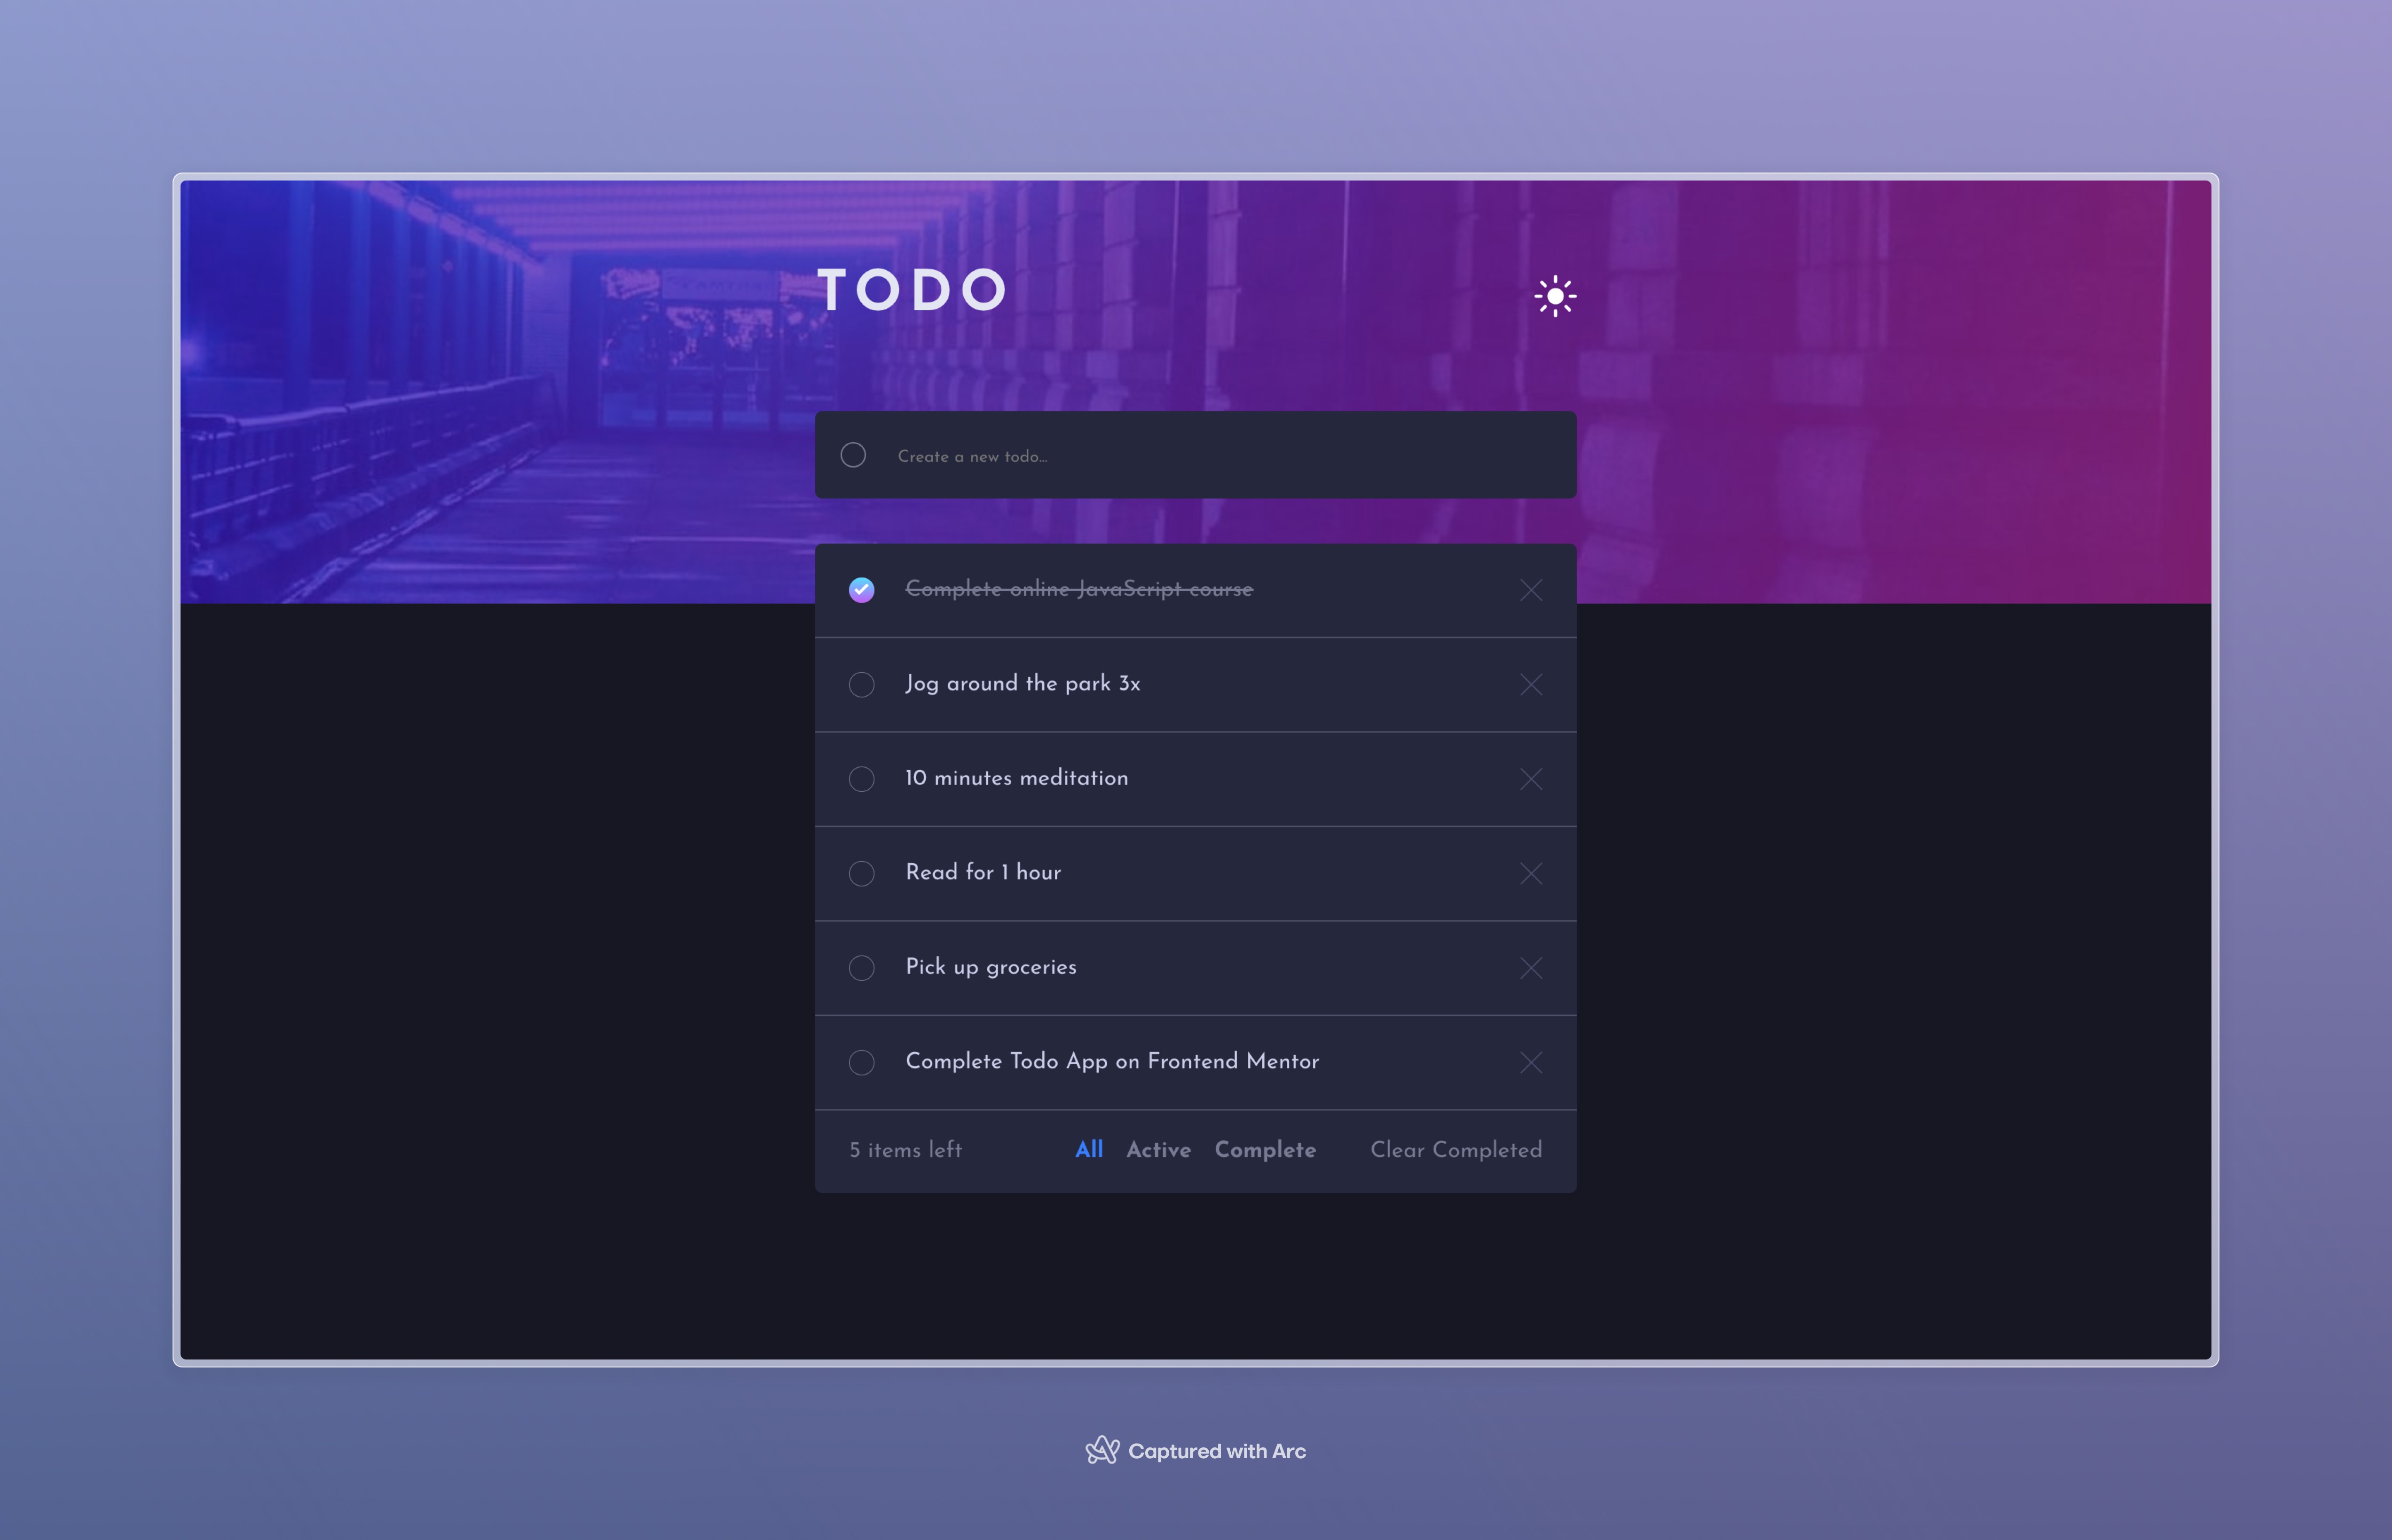 TODO
Create a new todo...
Complete online JavaScript course
Jog around the park 3x
10 minutes meditation
Read for 1 hour
Pick up groceries
Complete Todo App on Frontend Mentor
5 items left All Active Complete Clear Completed
Captured with Arc